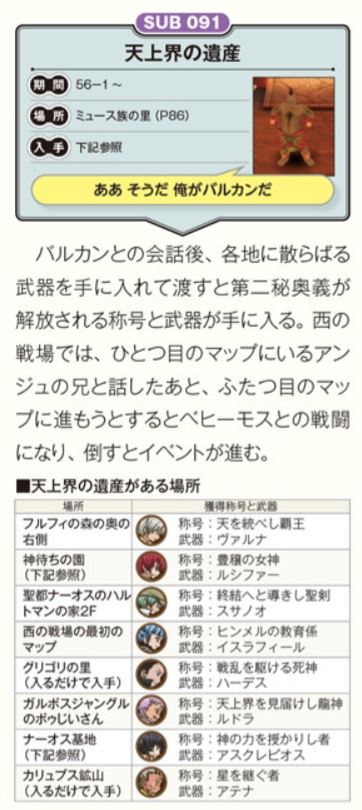 SUB 091
天上界の遺産
期間 56-1～
場所 ミュース族の里（P86）
入手 下記参照
ああ そうだ 俺がバルカンだ
バルカンとの会話後、各地に散らばる
武器を手に入れて渡すと第二秘奥義が
解放される称号と武器が手に入る。西の
戦場では、ひとつ目のマップにいるアン
ジュの兄と話したあと、ふたつ目のマッ
プに進もうとするとベヒーモスとの戦闘
になり、倒すとイベントが進む。
■天上界の遺産がある場所
場所 獲得称号と武器
フルフィの森の奥の
右側
称号：天を統べし覇王
武器：ヴァルナ
神待ちの園
（下記参照）
称号：豊穣の女神
武器：ルシファー
聖都ナーオスのハル
トマンの家2F
称号：終結へと導きし聖剣
武器：スサノオ
西の戦場の最初の
マップ
称号：ヒンメルの教育係
武器：イスラフィール
グリゴリの里
（入るだけで入手）
称号：戦乱を駆ける死神
武器：ハーデス
ガルポスジャングル
のポゥじいさん
称号：天上界を見届けし龍神
武器：ルドラ
ナーオス基地
（下記参照）
称号：神の力を授かりし者
武器：アスクレピオス
カリュプス鉱山
（入るだけで入手）
称号：星を継ぐ者
武器：アテナ